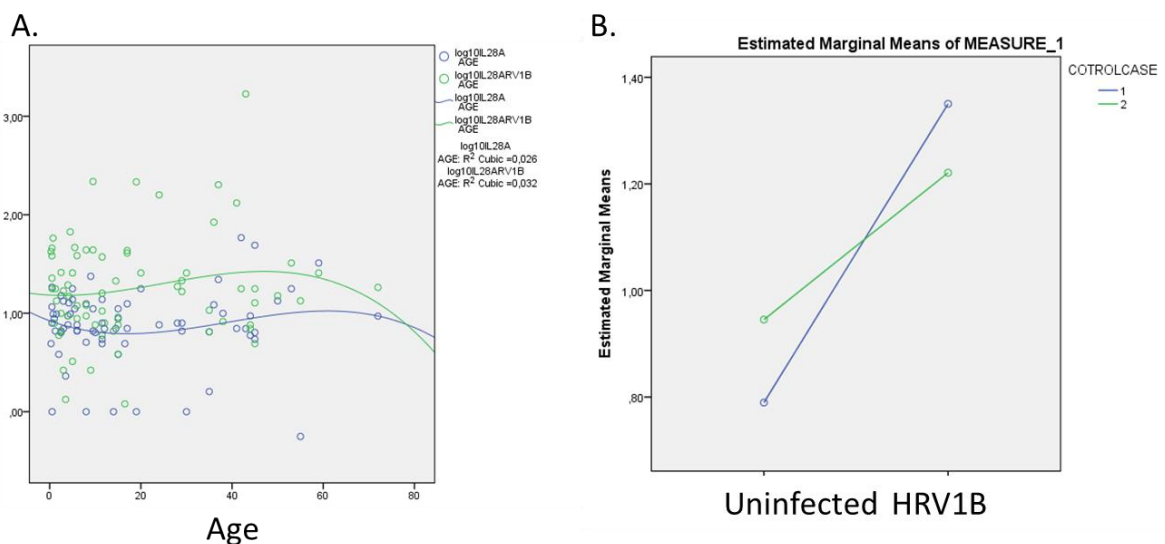 A.
log10IL28A
AGE
log10IL28ARV1B
AGE
log10IL28A
AGE
log10IL28ARV1B
AGE
log10IL28A
AGE: R² Cubic =0,026
log10IL28ARV1B
AGE: R² Cubic =0,032
3,00
2,00
1,00
,00
0 20 40 60 80
Age
B.
Estimated Marginal Means of MEASURE_1
COTROLCASE
1
2
Estimated Marginal Means
1,40
1,20
1,00
,80
Uninfected HRV1B